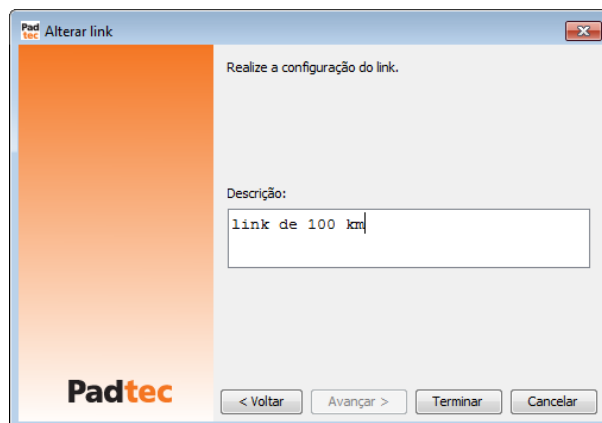 Pad
tec
Alterar link
Realize a configuração do link.
Descrição:
link de 100 km
Padtec
< Voltar
Avançar >
Terminar
Cancelar